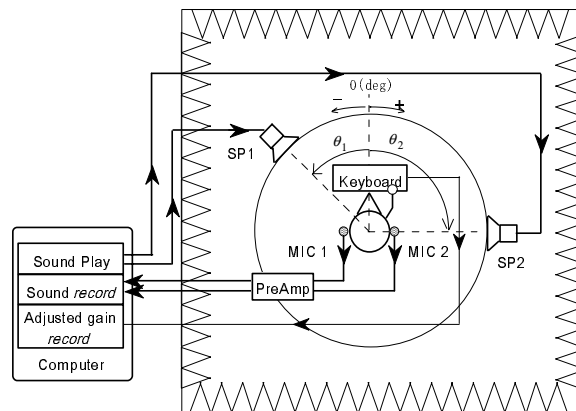 0(deg)
− +
θ1 θ2
SP1
Keyboard
MIC 1 MIC 2
SP2
Sound Play
Sound record
PreAmp
Adjusted gain
record
Computer